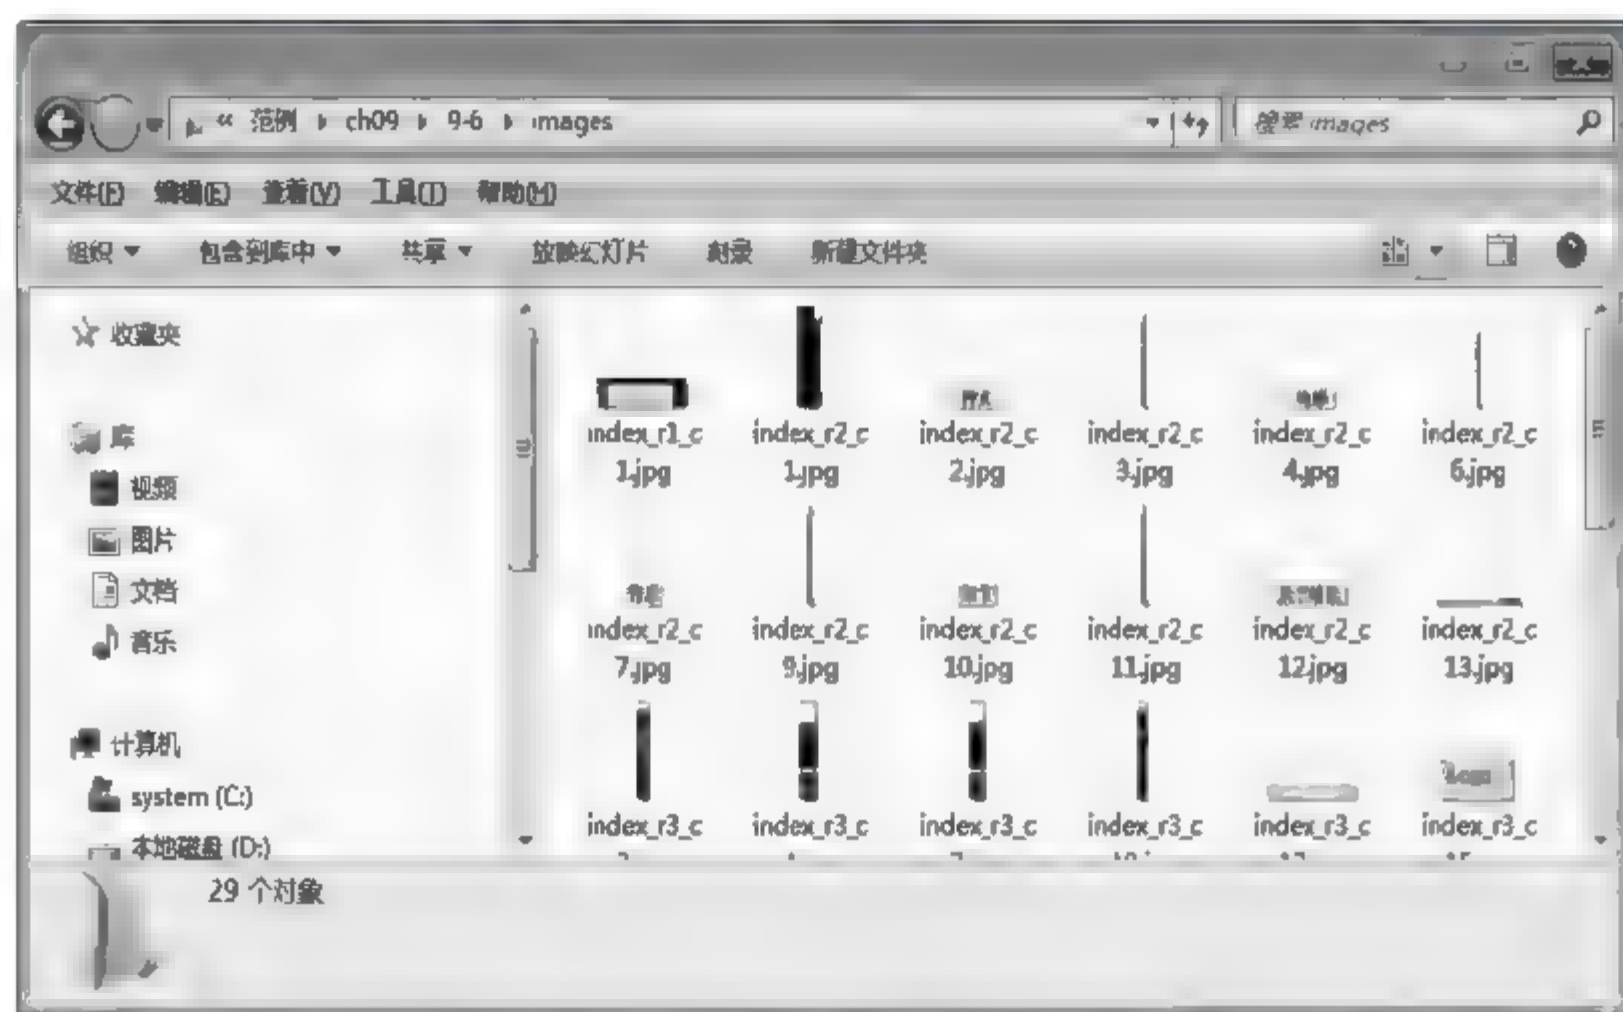 « 范例 ▸ ch09 ▸ 9-6 ▸ images
搜索 images
文件(F) 编辑(E) 查看(V) 工具(T) 帮助(H)
组织 包含到库中 共享 放映幻灯片 刻录 新建文件夹
收藏夹
库
视频
图片
文档
音乐
计算机
system (C:)
本地磁盘 (D:)
index_r1_c index_r2_c index_r2_c index_r2_c index_r2_c index_r2_c
1.jpg 1.jpg 2.jpg 3.jpg 4.jpg 6.jpg
index_r2_c index_r2_c index_r2_c index_r2_c index_r2_c index_r2_c
7.jpg 9.jpg 10.jpg 11.jpg 12.jpg 13.jpg
Logo
index_r3_c index_r3_c index_r3_c index_r3_c index_r3_c index_r3_c
29 个对象